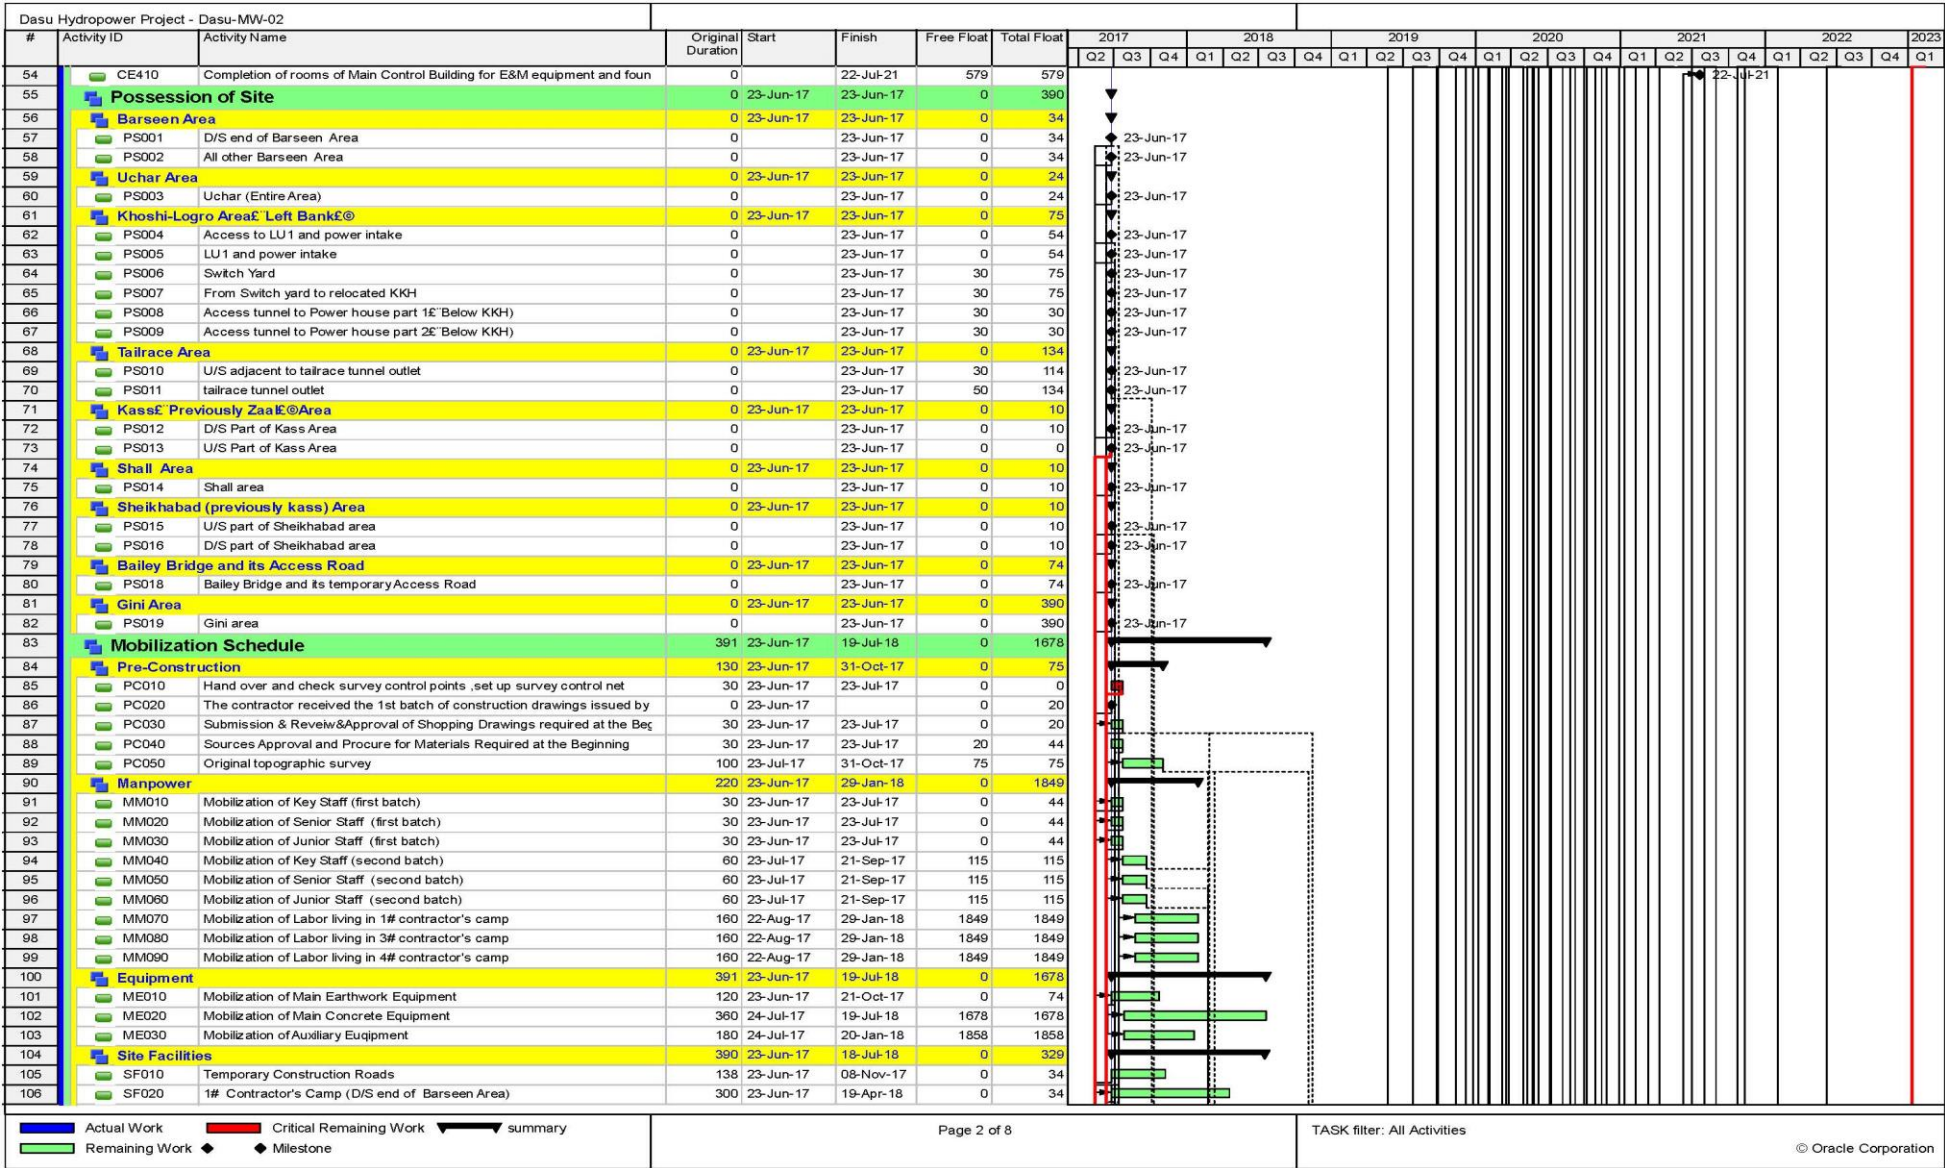 Dasu Hydropower Project - Dasu-MW-02
# Activity ID Activity Name Original Duration Start Finish Free Float Total Float 2017 2018 2019 2020 2021 2022 2023
Q2 Q3 Q4 Q1 Q2 Q3 Q4 Q1 Q2 Q3 Q4 Q1 Q2 Q3 Q4 Q1 Q2 Q3 Q4 Q1 Q2 Q3 Q4 Q1
54 CE410 Completion of rooms of Main Control Building for E&M equipment and foun 0 22-Jul-21 579 579 22-Jul-21
55 Possession of Site 0 23-Jun-17 23-Jun-17 0 390
56 Barseen Area 0 23-Jun-17 23-Jun-17 0 34
57 PS001 D/S end of Barseen Area 0 23-Jun-17 0 34 23-Jun-17
58 PS002 All other Barseen Area 0 23-Jun-17 0 34 23-Jun-17
59 Uchar Area 0 23-Jun-17 23-Jun-17 0 24
60 PS003 Uchar (Entire Area) 0 23-Jun-17 0 24 23-Jun-17
61 Khoshi-Logro Area£¨Left Bank£© 0 23-Jun-17 23-Jun-17 0 75
62 PS004 Access to LU1 and power intake 0 23-Jun-17 0 54 23-Jun-17
63 PS005 LU1 and power intake 0 23-Jun-17 0 54 23-Jun-17
64 PS006 Switch Yard 0 23-Jun-17 30 75 23-Jun-17
65 PS007 From Switch yard to relocated KKH 0 23-Jun-17 30 75 23-Jun-17
66 PS008 Access tunnel to Power house part 1£¨Below KKH) 0 23-Jun-17 30 30 23-Jun-17
67 PS009 Access tunnel to Power house part 2£¨Below KKH) 0 23-Jun-17 30 30 23-Jun-17
68 Tailrace Area 0 23-Jun-17 23-Jun-17 0 134
69 PS010 U/S adjacent to tailrace tunnel outlet 0 23-Jun-17 30 114 23-Jun-17
70 PS011 tailrace tunnel outlet 0 23-Jun-17 50 134 23-Jun-17
71 Kass£¨Previously Zaal£©Area 0 23-Jun-17 23-Jun-17 0 10
72 PS012 D/S Part of Kass Area 0 23-Jun-17 0 10 23-Jun-17
73 PS013 U/S Part of Kass Area 0 23-Jun-17 0 0 23-Jun-17
74 Shall Area 0 23-Jun-17 23-Jun-17 0 10
75 PS014 Shall area 0 23-Jun-17 0 10 23-Jun-17
76 Sheikhabad (previously kass) Area 0 23-Jun-17 23-Jun-17 0 10
77 PS015 U/S part of Sheikhabad area 0 23-Jun-17 0 10 23-Jun-17
78 PS016 D/S part of Sheikhabad area 0 23-Jun-17 0 10 23-Jun-17
79 Bailey Bridge and its Access Road 0 23-Jun-17 23-Jun-17 0 74
80 PS018 Bailey Bridge and its temporary Access Road 0 23-Jun-17 0 74 23-Jun-17
81 Gini Area 0 23-Jun-17 23-Jun-17 0 390
82 PS019 Gini area 0 23-Jun-17 0 390 23-Jun-17
83 Mobilization Schedule 391 23-Jun-17 19-Jul-18 0 1678
84 Pre-Construction 130 23-Jun-17 31-Oct-17 0 75
85 PC010 Hand over and check survey control points ,set up survey control net 30 23-Jun-17 23-Jul-17 0 0
86 PC020 The contractor received the 1st batch of construction drawings issued by 0 23-Jun-17 0 20
87 PC030 Submission & Reveiw&Approval of Shopping Drawings required at the Beg 30 23-Jun-17 23-Jul-17 0 20
88 PC040 Sources Approval and Procure for Materials Required at the Beginning 30 23-Jun-17 23-Jul-17 20 44
89 PC050 Original topographic survey 100 23-Jul-17 31-Oct-17 75 75
90 Manpower 220 23-Jun-17 29-Jan-18 0 1849
91 MM010 Mobilization of Key Staff (first batch) 30 23-Jun-17 23-Jul-17 0 44
92 MM020 Mobilization of Senior Staff (first batch) 30 23-Jun-17 23-Jul-17 0 44
93 MM030 Mobilization of Junior Staff (first batch) 30 23-Jun-17 23-Jul-17 0 44
94 MM040 Mobilization of Key Staff (second batch) 60 23-Jul-17 21-Sep-17 115 115
95 MM050 Mobilization of Senior Staff (second batch) 60 23-Jul-17 21-Sep-17 115 115
96 MM060 Mobilization of Junior Staff (second batch) 60 23-Jul-17 21-Sep-17 115 115
97 MM070 Mobilization of Labor living in 1# contractor's camp 160 22-Aug-17 29-Jan-18 1849 1849
98 MM080 Mobilization of Labor living in 3# contractor's camp 160 22-Aug-17 29-Jan-18 1849 1849
99 MM090 Mobilization of Labor living in 4# contractor's camp 160 22-Aug-17 29-Jan-18 1849 1849
100 Equipment 391 23-Jun-17 19-Jul-18 0 1678
101 ME010 Mobilization of Main Earthwork Equipment 120 23-Jun-17 21-Oct-17 0 74
102 ME020 Mobilization of Main Concrete Equipment 360 24-Jul-17 19-Jul-18 1678 1678
103 ME030 Mobilization of Auxiliary Euqipment 180 24-Jul-17 20-Jan-18 1858 1858
104 Site Facilities 390 23-Jun-17 18-Jul-18 0 329
105 SF010 Temporary Construction Roads 138 23-Jun-17 08-Nov-17 0 34
106 SF020 1# Contractor's Camp (D/S end of Barseen Area) 300 23-Jun-17 19-Apr-18 0 34
Actual Work Critical Remaining Work summary Page 2 of 8 TASK filter: All Activities
Remaining Work Milestone © Oracle Corporation